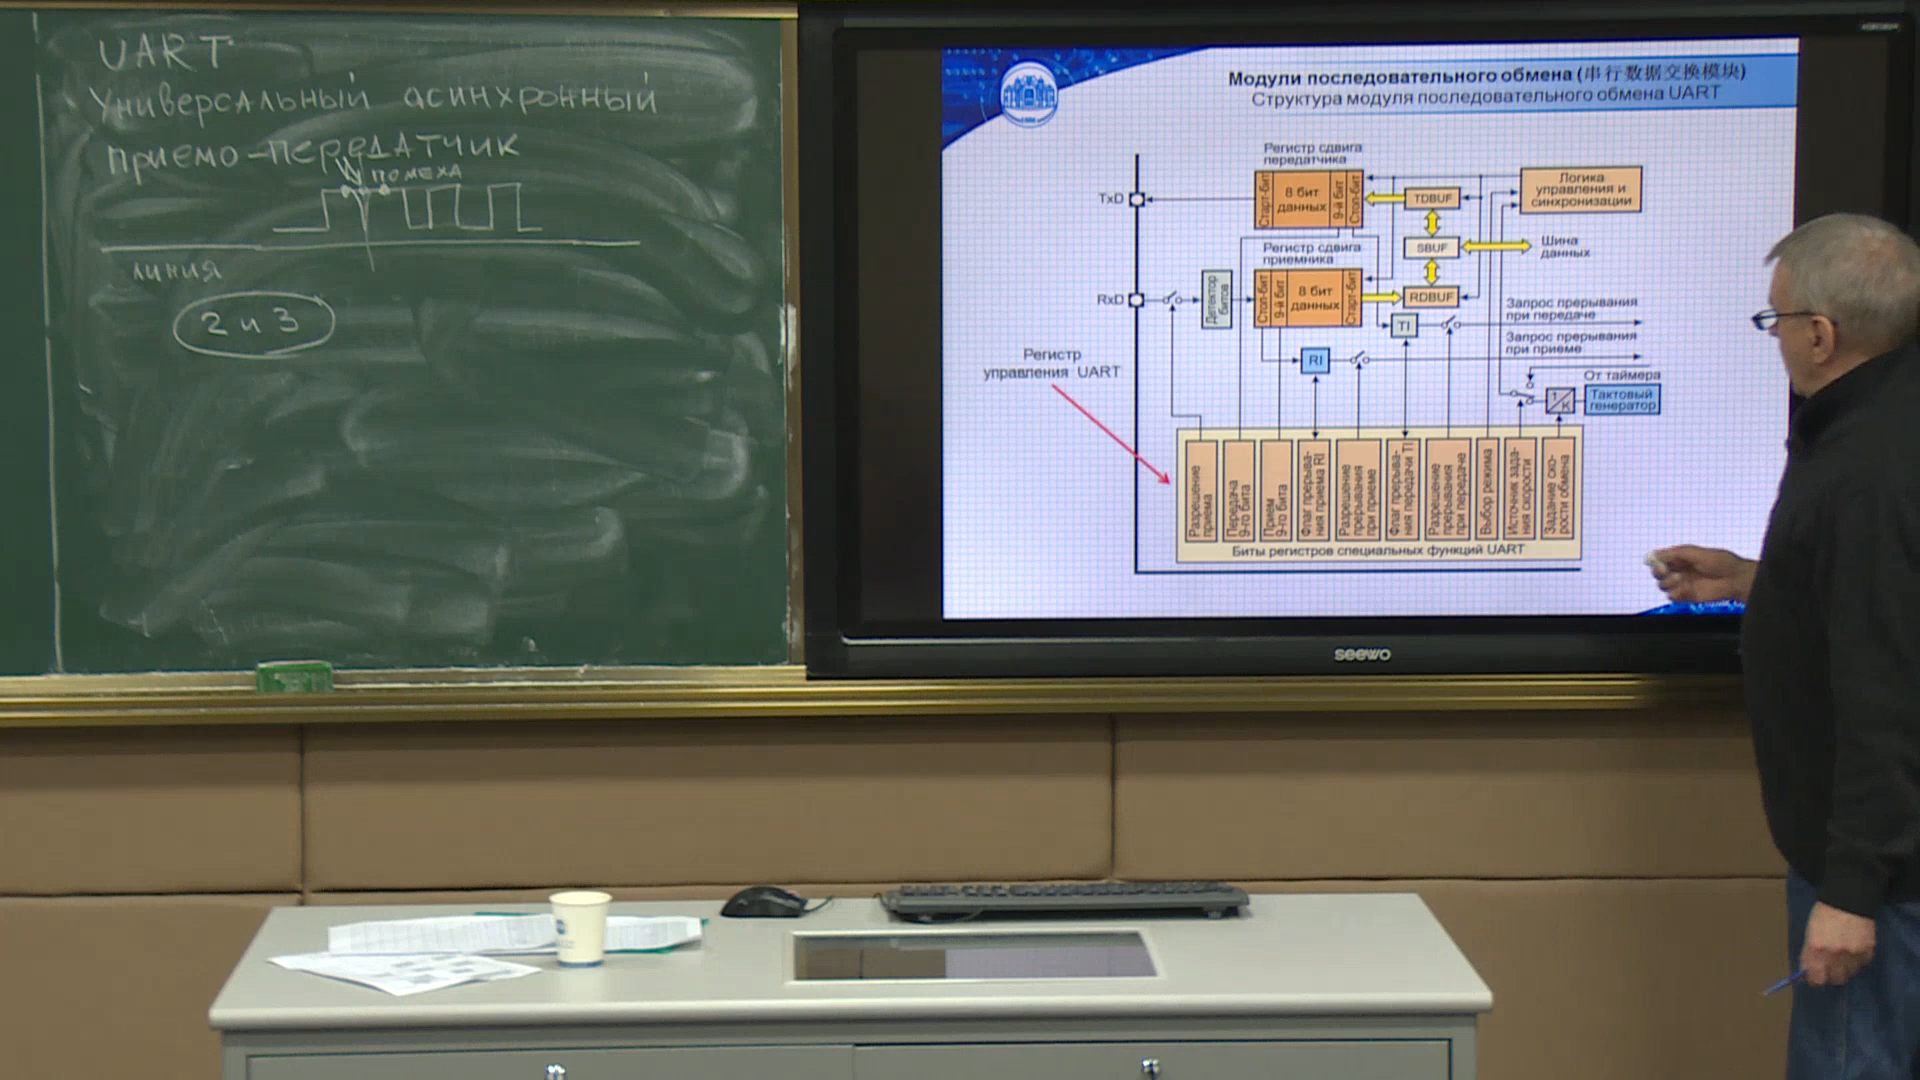 UART
Универсальный асинхронный
приемо-передатчик
помеха
линия
2 и 3
Модули последовательного обмена (串行数据交换模块)
Структура модуля последовательного обмена UART
Регистр сдвига
передатчика
TxD
Старт-бит
8 бит
данных
9-й бит
Стоп-бит
TDBUF
Логика
управления и
синхронизации
SBUF
Шина
данных
Регистр сдвига
приемника
RxD
Детектор
битов
Стоп-бит
9-й бит
8 бит
данных
Старт-бит
RDBUF
Запрос прерывания
при передаче
TI
Запрос прерывания
при приеме
RI
Регистр
управления UART
От таймера
1
K
Тактовый
генератор
Разрешение
приема
Передача
9-го бита
Прием
9-го бита
Флаг прерыва-
ния приема RI
Разрешение
прерывания
при приеме
Флаг прерыва-
ния передачи TI
Разрешение
прерывания
при передаче
Выбор режима
Источник зада-
ния скорости
Задание ско-
рости обмена
Биты регистров специальных функций UART
seewo